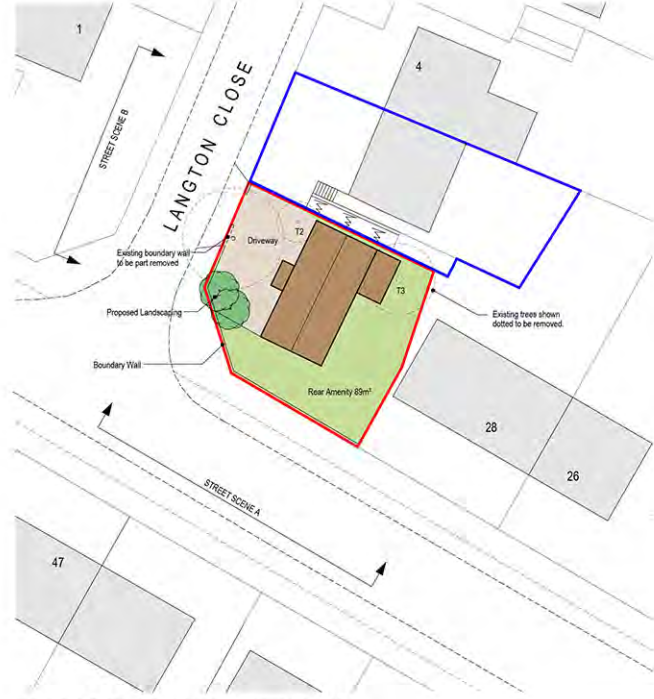 1
4
STREET SCENE B
LANGTON CLOSE
T2
Driveway
Existing boundary wall
to be part removed
T3
Proposed Landscaping
Existing trees shown
dotted to be removed.
Boundary Wall
Rear Amenity 89m²
28
26
STREET SCENE A
47